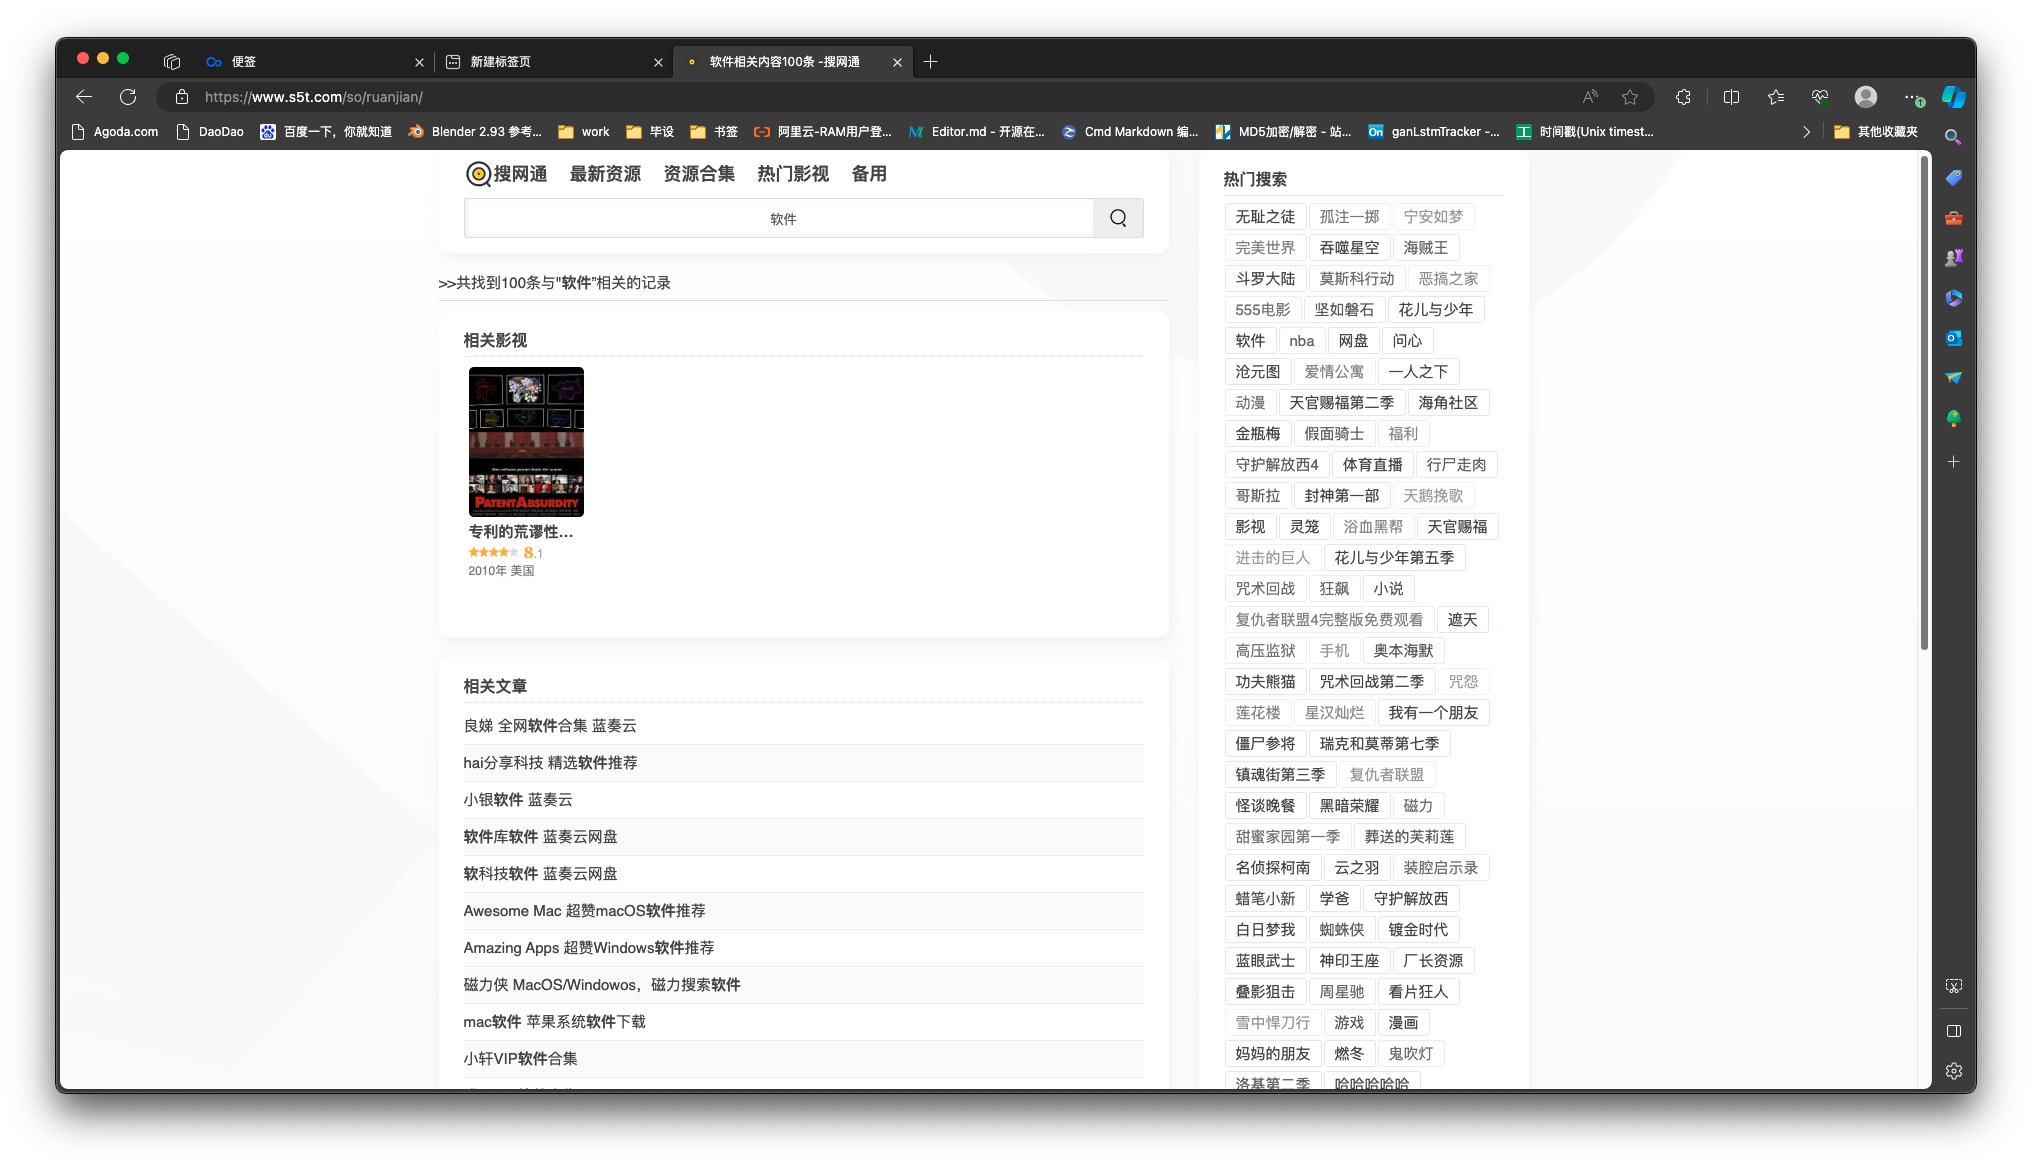 便签
新建标签页
软件相关内容100条 -搜网通
https://www.s5t.com/so/ruanjian/
Agoda.com
DaoDao
百度一下，你就知道
Blender 2.93 参考...
work
毕设
书签
阿里云-RAM用户登...
Editor.md - 开源在...
Cmd Markdown 编...
MD5加密/解密 - 站...
ganLstmTracker -...
时间戳(Unix timest...
其他收藏夹
搜网通 最新资源 资源合集 热门影视 备用
软件
>>共找到100条与"软件"相关的记录
相关影视
PATENT ABSURDITY
专利的荒谬性...
8.1
2010年 美国
相关文章
良娣 全网软件合集 蓝奏云
hai分享科技 精选软件推荐
小银软件 蓝奏云
软件库软件 蓝奏云网盘
软科技软件 蓝奏云网盘
Awesome Mac 超赞macOS软件推荐
Amazing Apps 超赞Windows软件推荐
磁力侠 MacOS/Windowos，磁力搜索软件
mac软件 苹果系统软件下载
小轩VIP软件合集
热门搜索
无耻之徒 孤注一掷 宁安如梦
完美世界 吞噬星空 海贼王
斗罗大陆 莫斯科行动 恶搞之家
555电影 坚如磐石 花儿与少年
软件 nba 网盘 问心
沧元图 爱情公寓 一人之下
动漫 天官赐福第二季 海角社区
金瓶梅 假面骑士 福利
守护解放西4 体育直播 行尸走肉
哥斯拉 封神第一部 天鹅挽歌
影视 灵笼 浴血黑帮 天官赐福
进击的巨人 花儿与少年第五季
咒术回战 狂飙 小说
复仇者联盟4完整版免费观看 遮天
高压监狱 手机 奥本海默
功夫熊猫 咒术回战第二季 咒怨
莲花楼 星汉灿烂 我有一个朋友
僵尸参将 瑞克和莫蒂第七季
镇魂街第三季 复仇者联盟
怪谈晚餐 黑暗荣耀 磁力
甜蜜家园第一季 葬送的芙莉莲
名侦探柯南 云之羽 装腔启示录
蜡笔小新 学爸 守护解放西
白日梦我 蜘蛛侠 镀金时代
蓝眼武士 神印王座 厂长资源
叠影狙击 周星驰 看片狂人
雪中悍刀行 游戏 漫画
妈妈的朋友 燃冬 鬼吹灯
洛基第二季 哈哈哈哈哈